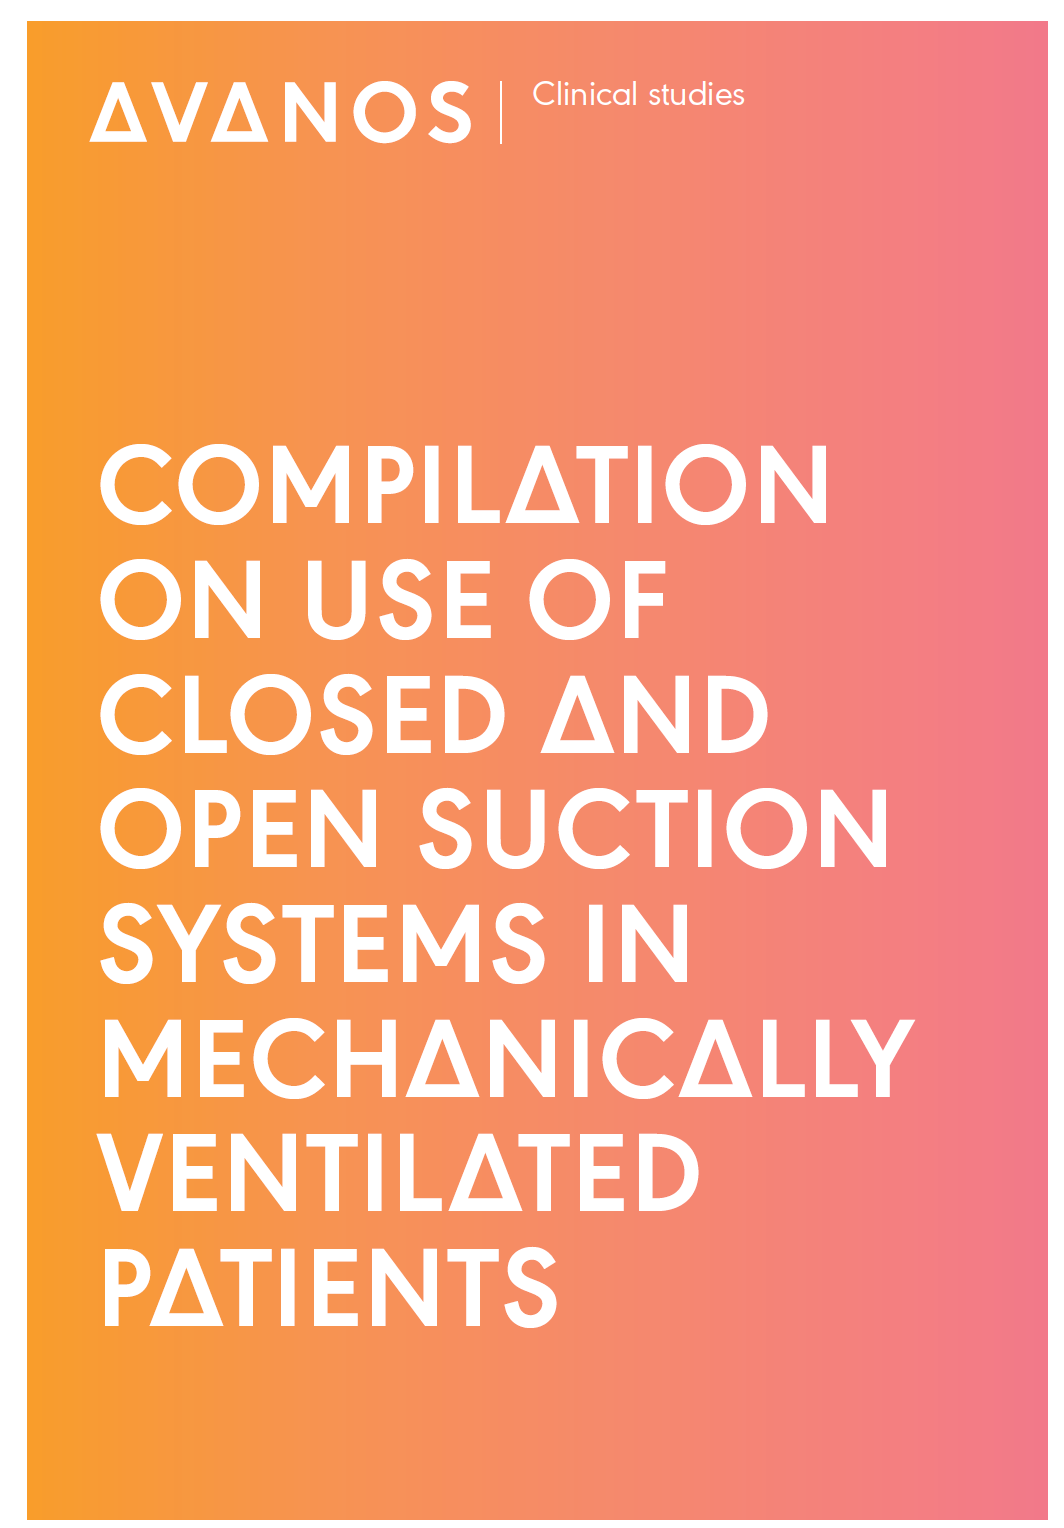 AVANOS | Clinical studies
COMPILATION
ON USE OF
CLOSED AND
OPEN SUCTION
SYSTEMS IN
MECHANICALLY
VENTILATED
PATIENTS